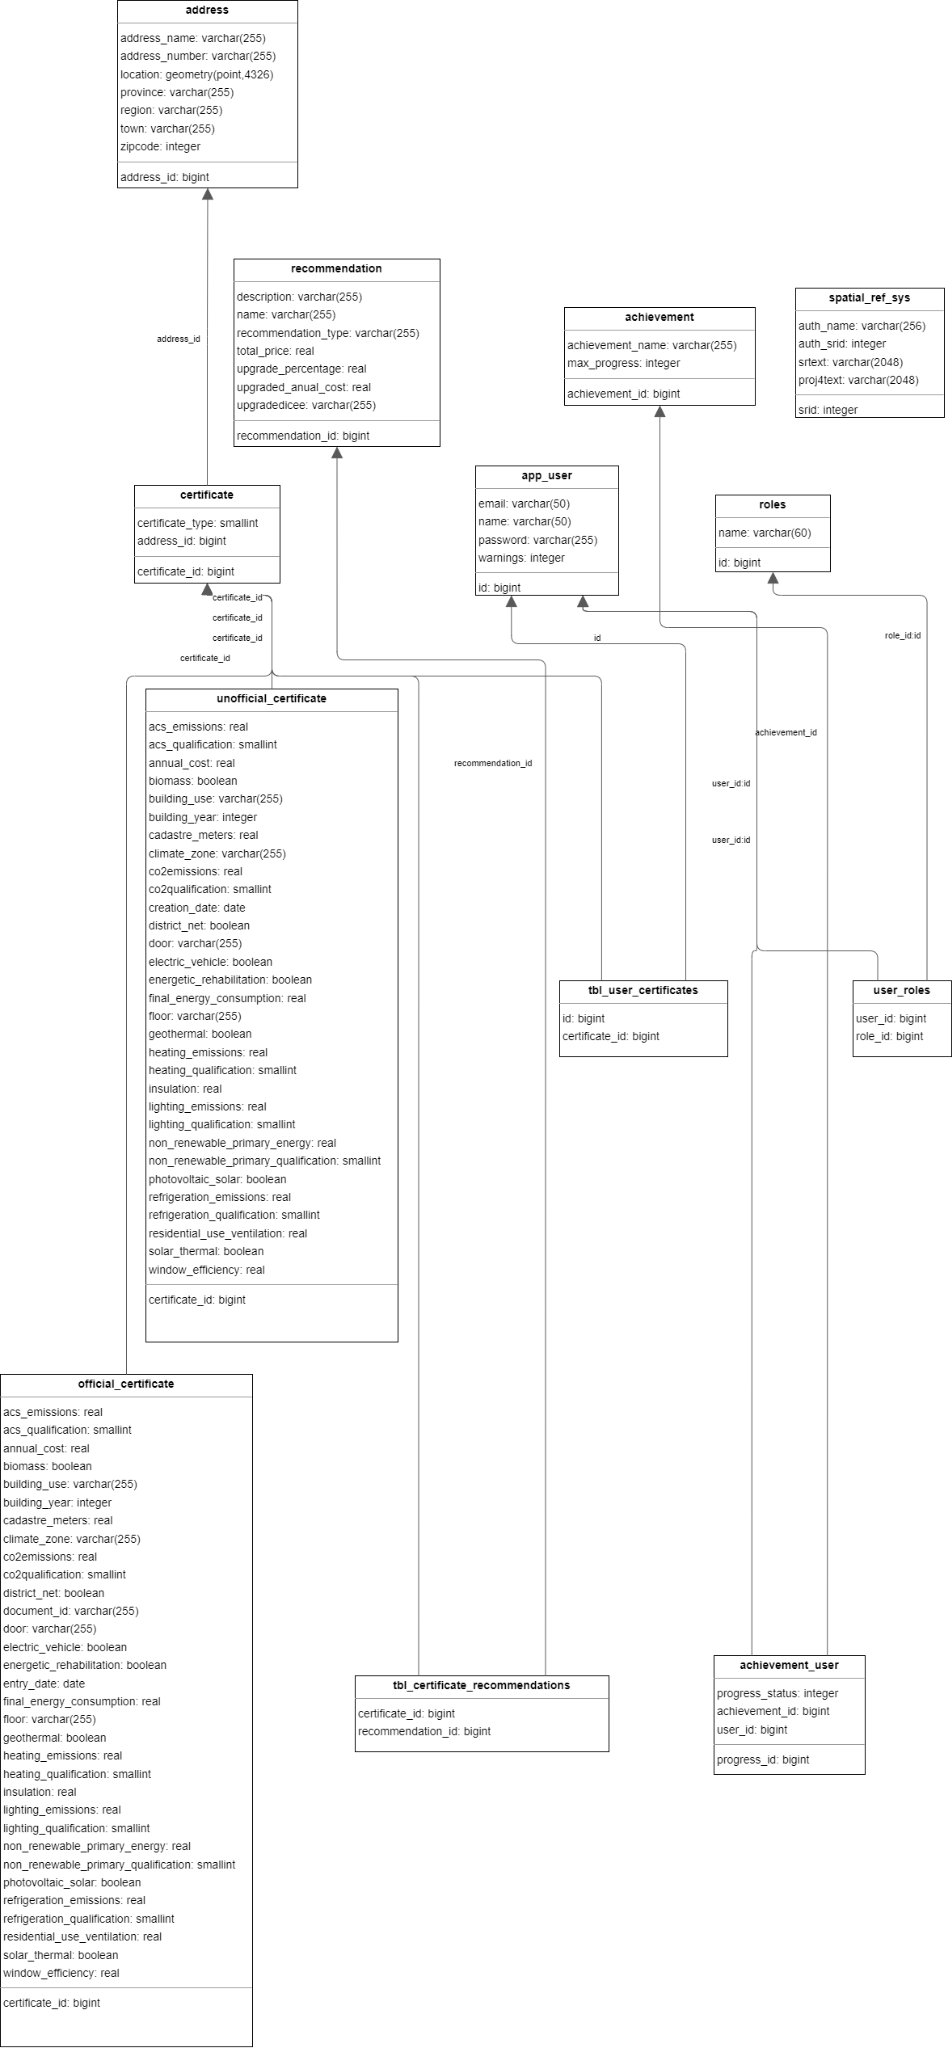 address
address_name: varchar(255)
address_number: varchar(255)
location: geometry(point,4326)
province: varchar(255)
region: varchar(255)
town: varchar(255)
zipcode: integer
address_id: bigint
address_id
recommendation
description: varchar(255)
name: varchar(255)
recommendation_type: varchar(255)
total_price: real
upgrade_percentage: real
upgraded_anual_cost: real
upgradedicee: varchar(255)
recommendation_id: bigint
achievement
achievement_name: varchar(255)
max_progress: integer
achievement_id: bigint
spatial_ref_sys
auth_name: varchar(256)
auth_srid: integer
srtext: varchar(2048)
proj4text: varchar(2048)
srid: integer
certificate
certificate_type: smallint
address_id: bigint
certificate_id: bigint
app_user
email: varchar(50)
name: varchar(50)
password: varchar(255)
warnings: integer
id: bigint
roles
name: varchar(60)
id: bigint
certificate_id
certificate_id
certificate_id
certificate_id
id
role_id:id
recommendation_id
achievement_id
user_id:id
user_id:id
unofficial_certificate
acs_emissions: real
acs_qualification: smallint
annual_cost: real
biomass: boolean
building_use: varchar(255)
building_year: integer
cadastre_meters: real
climate_zone: varchar(255)
co2emissions: real
co2qualification: smallint
creation_date: date
district_net: boolean
door: varchar(255)
electric_vehicle: boolean
energetic_rehabilitation: boolean
final_energy_consumption: real
floor: varchar(255)
geothermal: boolean
heating_emissions: real
heating_qualification: smallint
insulation: real
lighting_emissions: real
lighting_qualification: smallint
non_renewable_primary_energy: real
non_renewable_primary_qualification: smallint
photovoltaic_solar: boolean
refrigeration_emissions: real
refrigeration_qualification: smallint
residential_use_ventilation: real
solar_thermal: boolean
window_efficiency: real
certificate_id: bigint
tbl_user_certificates
id: bigint
certificate_id: bigint
user_roles
user_id: bigint
role_id: bigint
official_certificate
acs_emissions: real
acs_qualification: smallint
annual_cost: real
biomass: boolean
building_use: varchar(255)
building_year: integer
cadastre_meters: real
climate_zone: varchar(255)
co2emissions: real
co2qualification: smallint
district_net: boolean
document_id: varchar(255)
door: varchar(255)
electric_vehicle: boolean
energetic_rehabilitation: boolean
entry_date: date
final_energy_consumption: real
floor: varchar(255)
geothermal: boolean
heating_emissions: real
heating_qualification: smallint
insulation: real
lighting_emissions: real
lighting_qualification: smallint
non_renewable_primary_energy: real
non_renewable_primary_qualification: smallint
photovoltaic_solar: boolean
refrigeration_emissions: real
refrigeration_qualification: smallint
residential_use_ventilation: real
solar_thermal: boolean
window_efficiency: real
certificate_id: bigint
tbl_certificate_recommendations
certificate_id: bigint
recommendation_id: bigint
achievement_user
progress_status: integer
achievement_id: bigint
user_id: bigint
progress_id: bigint